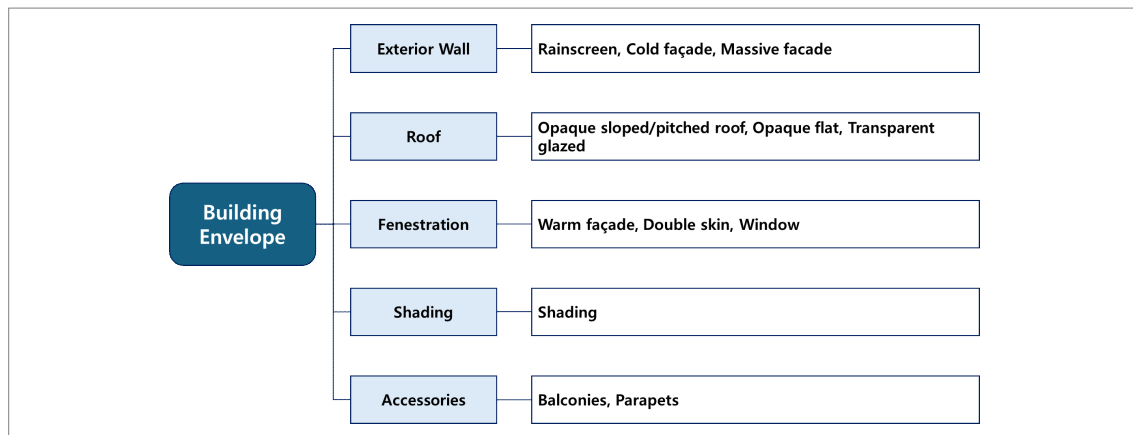 Exterior Wall
Rainscreen, Cold façade, Massive facade
Roof
Opaque sloped/pitched roof, Opaque flat, Transparent
glazed
Building
Envelope
Fenestration
Warm façade, Double skin, Window
Shading
Shading
Accessories
Balconies, Parapets